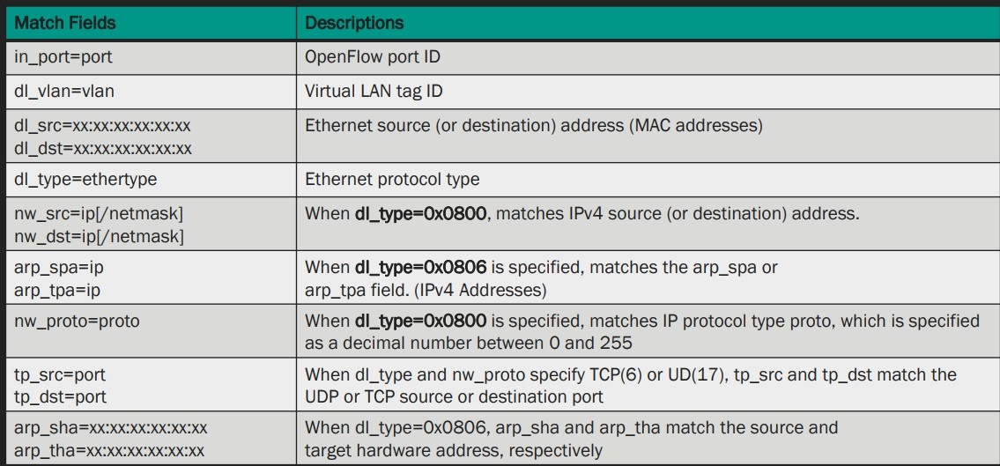 Match Fields
Descriptions
in_port=port
OpenFlow port ID
dl_vlan=vlan
Virtual LAN tag ID
dl_src=xx:xx:xx:xx:xx:xx
dl_dst=xx:xx:xx:xx:xx:xx
Ethernet source (or destination) address (MAC addresses)
dl_type=ethertype
Ethernet protocol type
nw_src=ip[/netmask]
nw_dst=ip[/netmask]
When dl_type=0x0800, matches IPv4 source (or destination) address.
arp_spa=ip
arp_tpa=ip
When dl_type=0x0806 is specified, matches the arp_spa or
arp_tpa field. (IPv4 Addresses)
nw_proto=proto
When dl_type=0x0800 is specified, matches IP protocol type proto, which is specified
as a decimal number between 0 and 255
tp_src=port
tp_dst=port
When dl_type and nw_proto specify TCP(6) or UD(17), tp_src and tp_dst match the
UDP or TCP source or destination port
arp_sha=xx:xx:xx:xx:xx:xx
arp_tha=xx:xx:xx:xx:xx:xx
When dl_type=0x0806, arp_sha and arp_tha match the source and
target hardware address, respectively